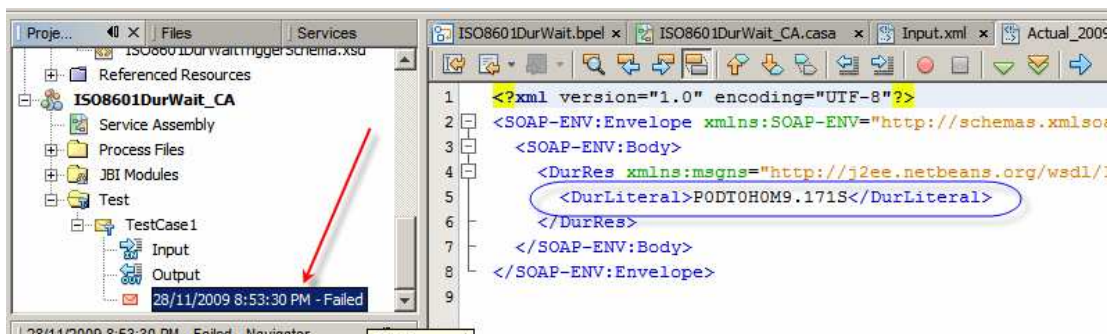 Proje... Files Services
ISO8601DurWaitTriggerSchema.xsd
Referenced Resources
ISO8601DurWait_CA
Service Assembly
Process Files
JBI Modules
Test
TestCase1
Input
Output
28/11/2009 8:53:30 PM - Failed
28/11/2009 8:53:30 PM - Failed - Navigator
ISO8601DurWait.bpel x ISO8601DurWait_CA.casa x Input.xml x Actual_2009
1 <?xml version="1.0" encoding="UTF-8"?>
2 <SOAP-ENV:Envelope xmlns:SOAP-ENV="http://schemas.xmlsoa
3 <SOAP-ENV:Body>
4 <DurRes xmlns:msgns="http://j2ee.netbeans.org/wsdl/
5 <DurLiteral>P0DT0H0M9.171S</DurLiteral>
6 </DurRes>
7 </SOAP-ENV:Body>
8 </SOAP-ENV:Envelope>
9